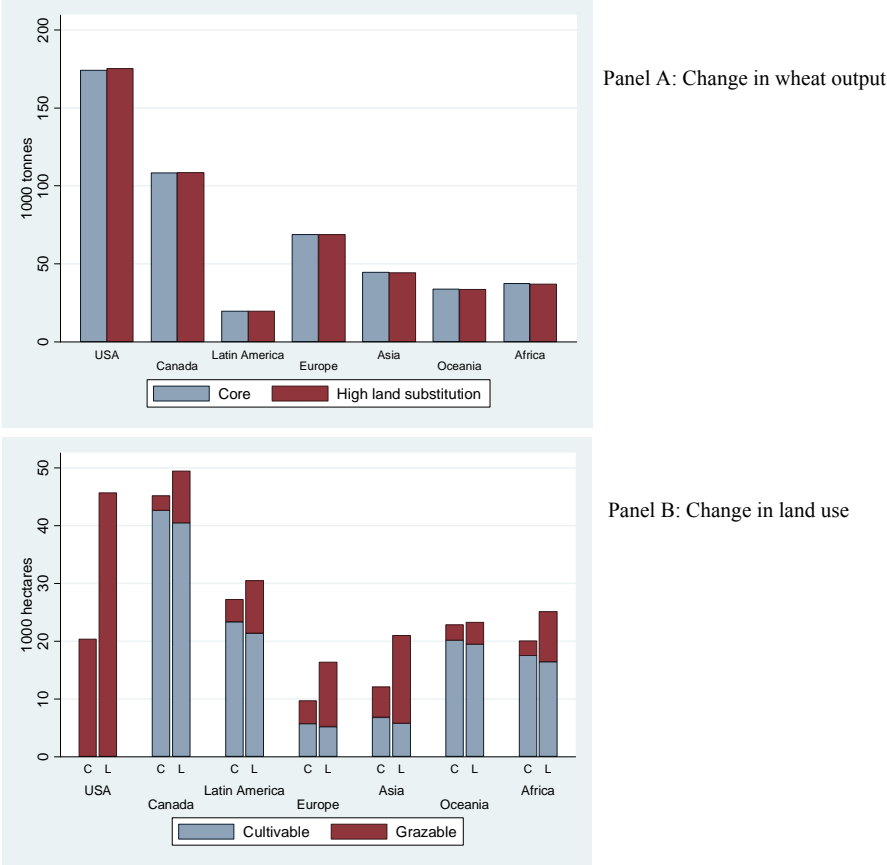 Panel A: Change in wheat output
1000 tonnes
200
150
100
50
0
USA Canada Latin America Europe Asia Oceania Africa
Core High land substitution
Panel B: Change in land use
1000 hectares
50
40
30
20
10
0
C L C L C L C L C L C L C L
USA Canada Latin America Europe Asia Oceania Africa
Cultivable Grazable